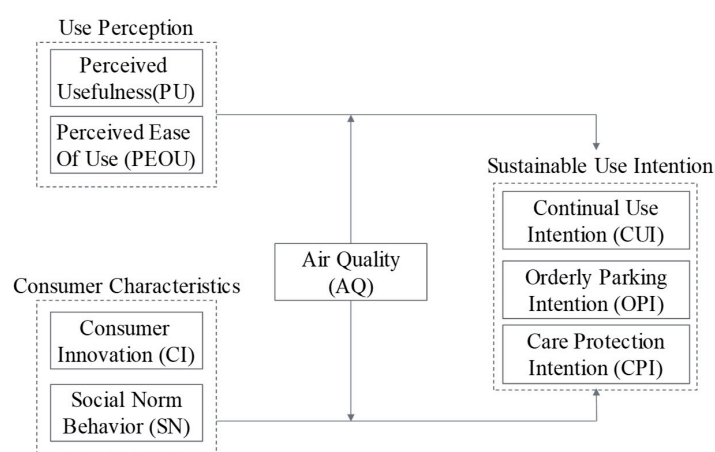 Use Perception
Perceived
Usefulness(PU)
Perceived Ease
Of Use (PEOU)
Sustainable Use Intention
Continual Use
Intention (CUI)
Orderly Parking
Intention (OPI)
Care Protection
Intention (CPI)
Air Quality
(AQ)
Consumer Characteristics
Consumer
Innovation (CI)
Social Norm
Behavior (SN)